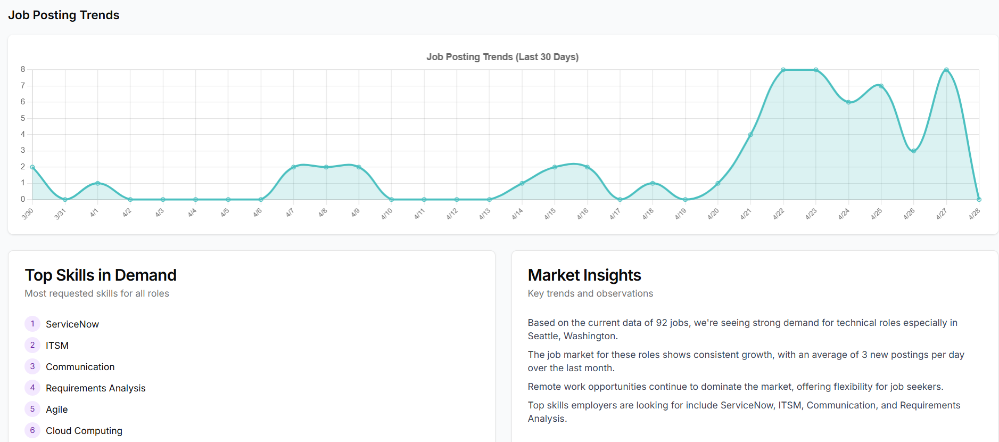 Job Posting Trends
Job Posting Trends (Last 30 Days)
8
7
6
5
4
3
2
1
0
3/30
3/31
4/1
4/2
4/3
4/4
4/5
4/6
4/7
4/8
4/9
4/10
4/11
4/12
4/13
4/14
4/15
4/16
4/17
4/18
4/19
4/20
4/21
4/22
4/23
4/24
4/25
4/26
4/27
4/28
Top Skills in Demand
Most requested skills for all roles
1 ServiceNow
2 ITSM
3 Communication
4 Requirements Analysis
5 Agile
6 Cloud Computing
Market Insights
Key trends and observations
Based on the current data of 92 jobs, we're seeing strong demand for technical roles especially in
Seattle, Washington.
The job market for these roles shows consistent growth, with an average of 3 new postings per day
over the last month.
Remote work opportunities continue to dominate the market, offering flexibility for job seekers.
Top skills employers are looking for include ServiceNow, ITSM, Communication, and Requirements
Analysis.